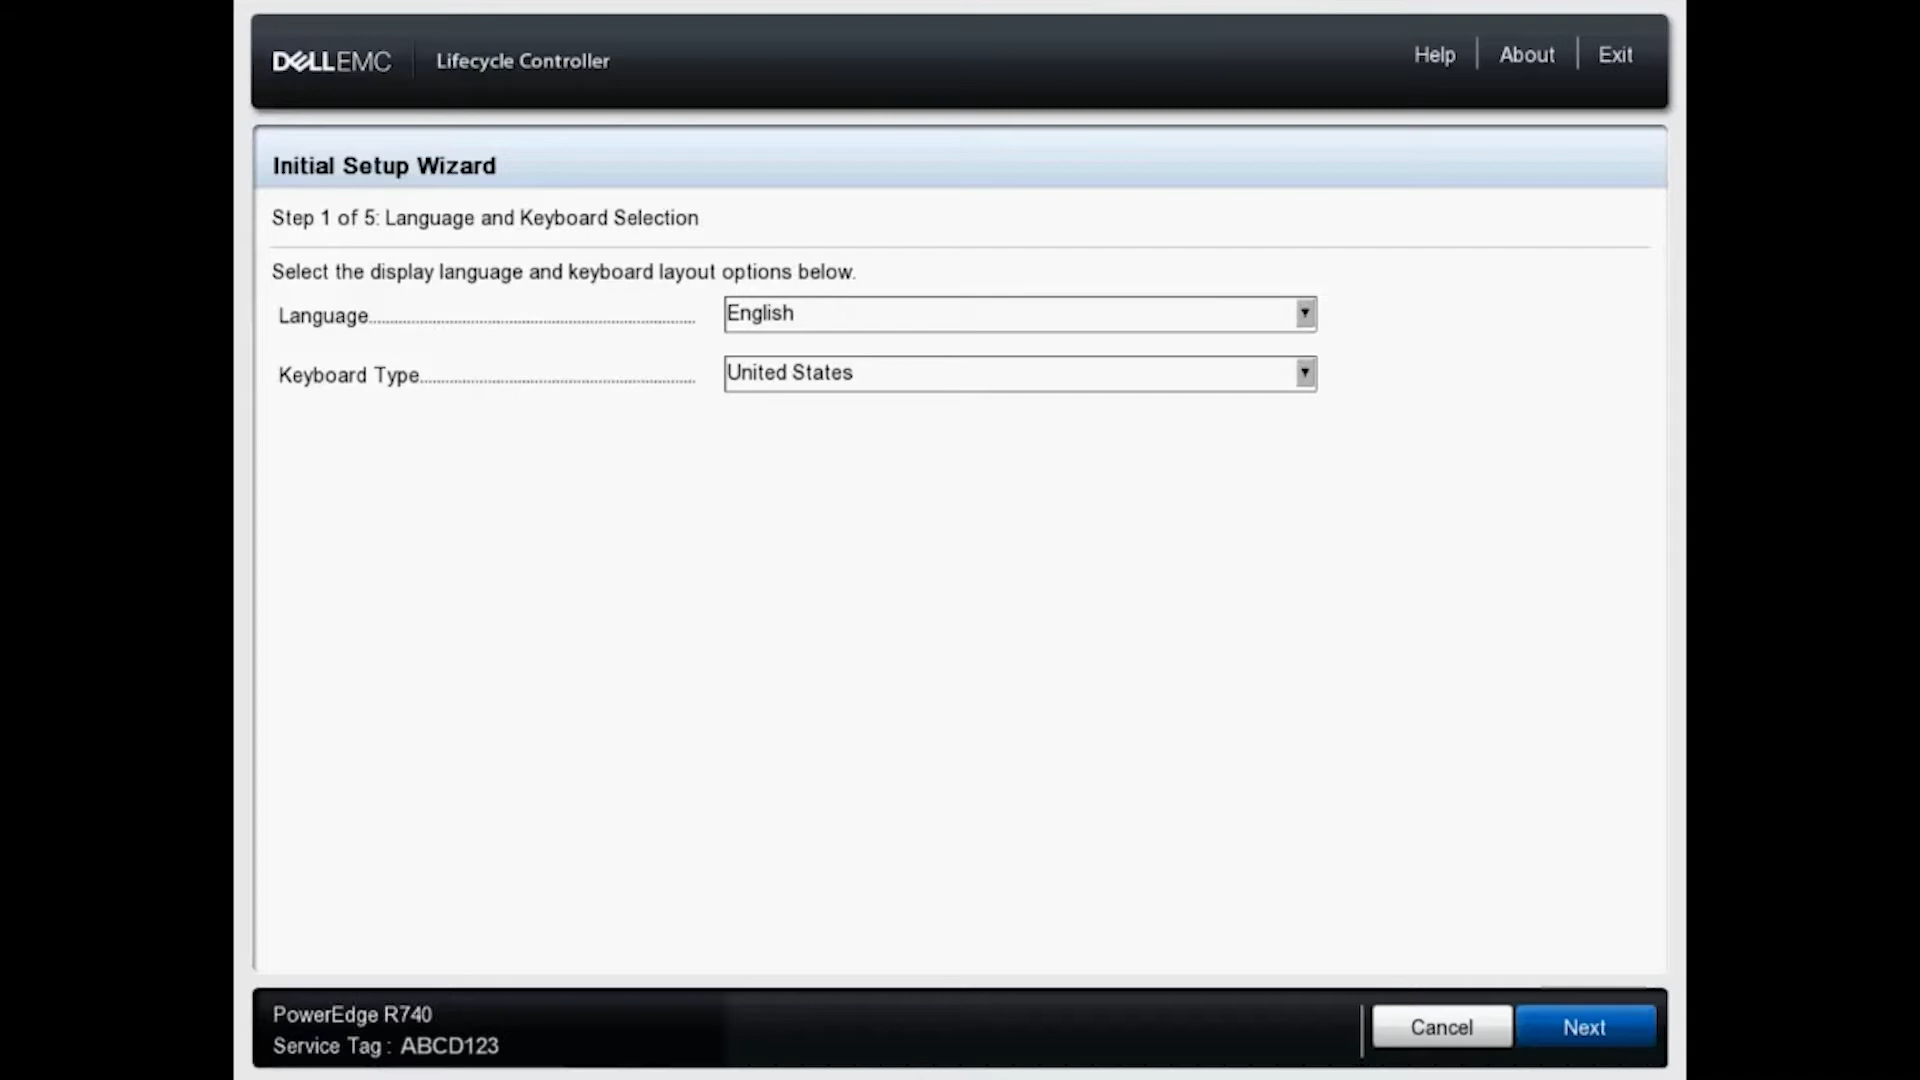 DELLEMC Lifecycle Controller Help About Exit
Initial Setup Wizard
Step 1 of 5: Language and Keyboard Selection
Select the display language and keyboard layout options below.
Language English
Keyboard Type United States
PowerEdge R740
Service Tag : ABCD123
Cancel Next